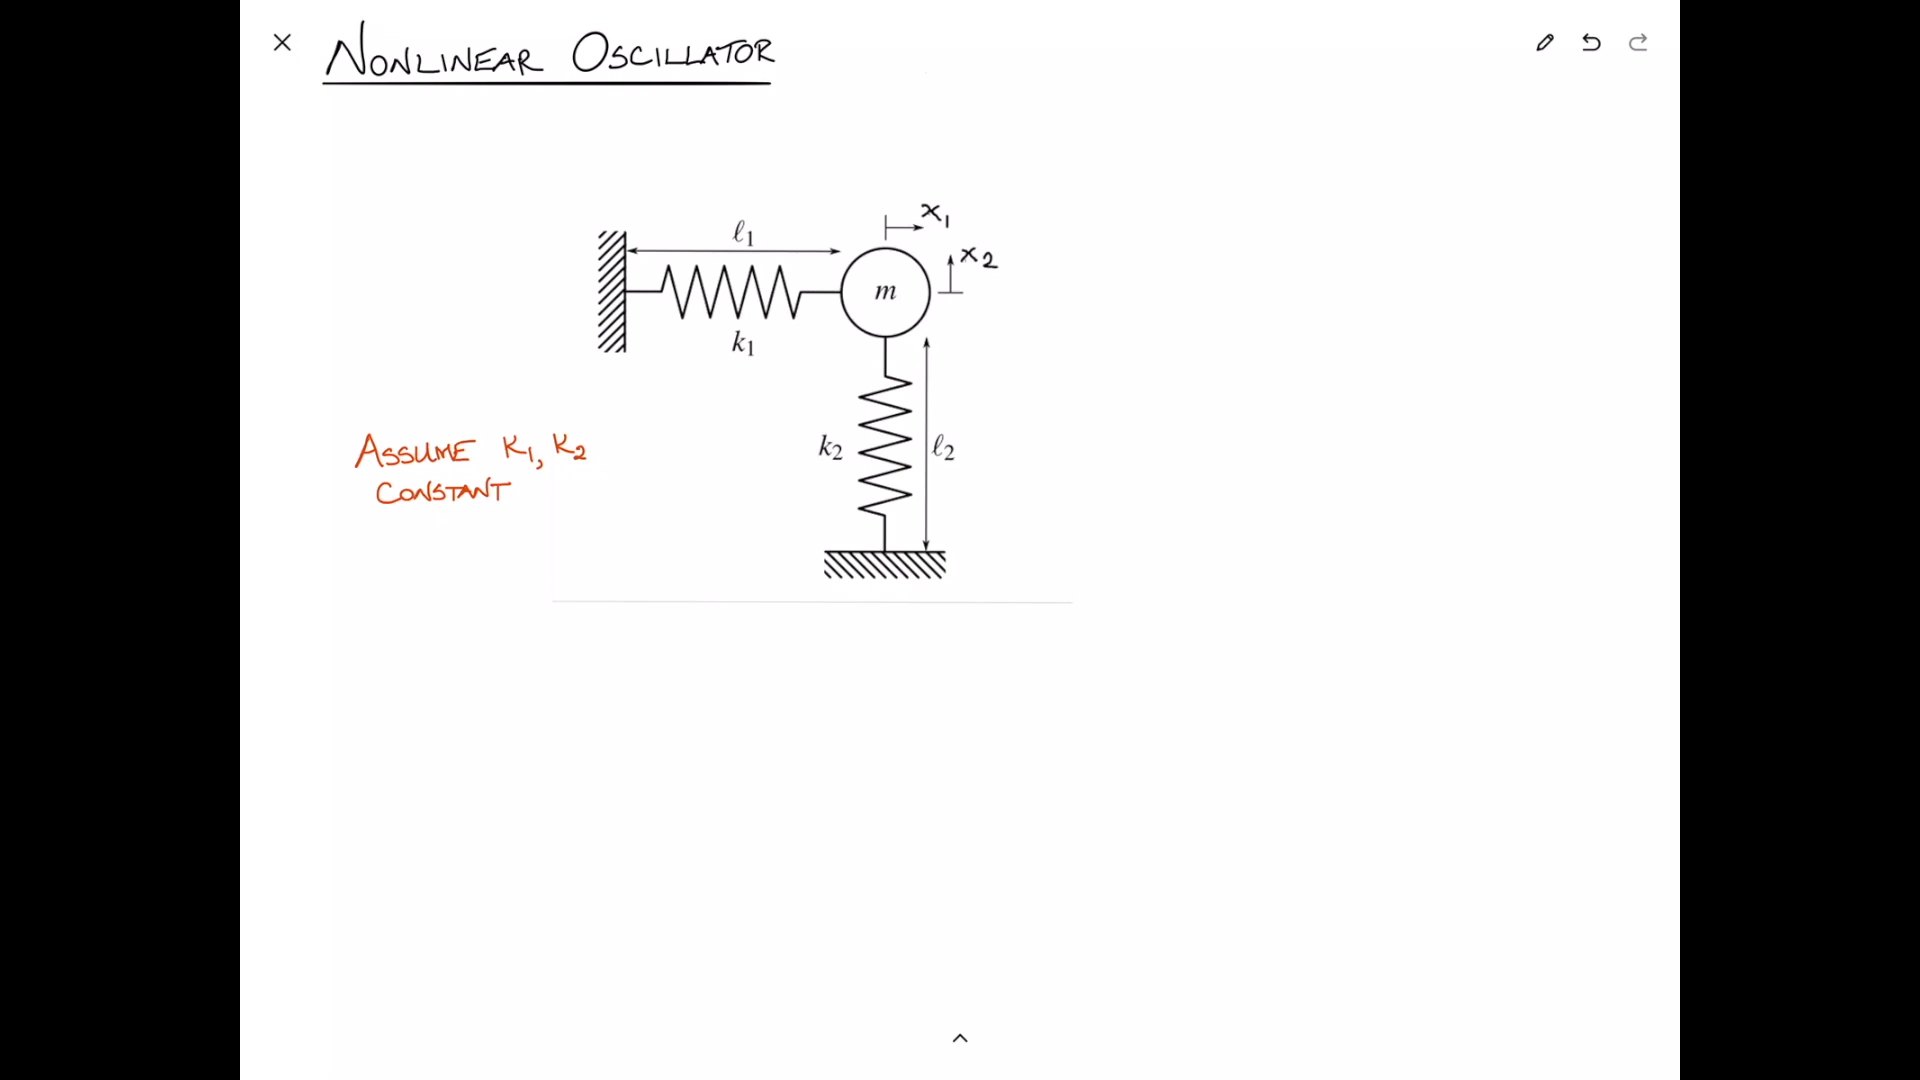 NONLINEAR OSCILLATOR
x₁
ℓ₁
x₂
m
k₁
ASSUME K₁, K₂
CONSTANT
k₂
ℓ₂